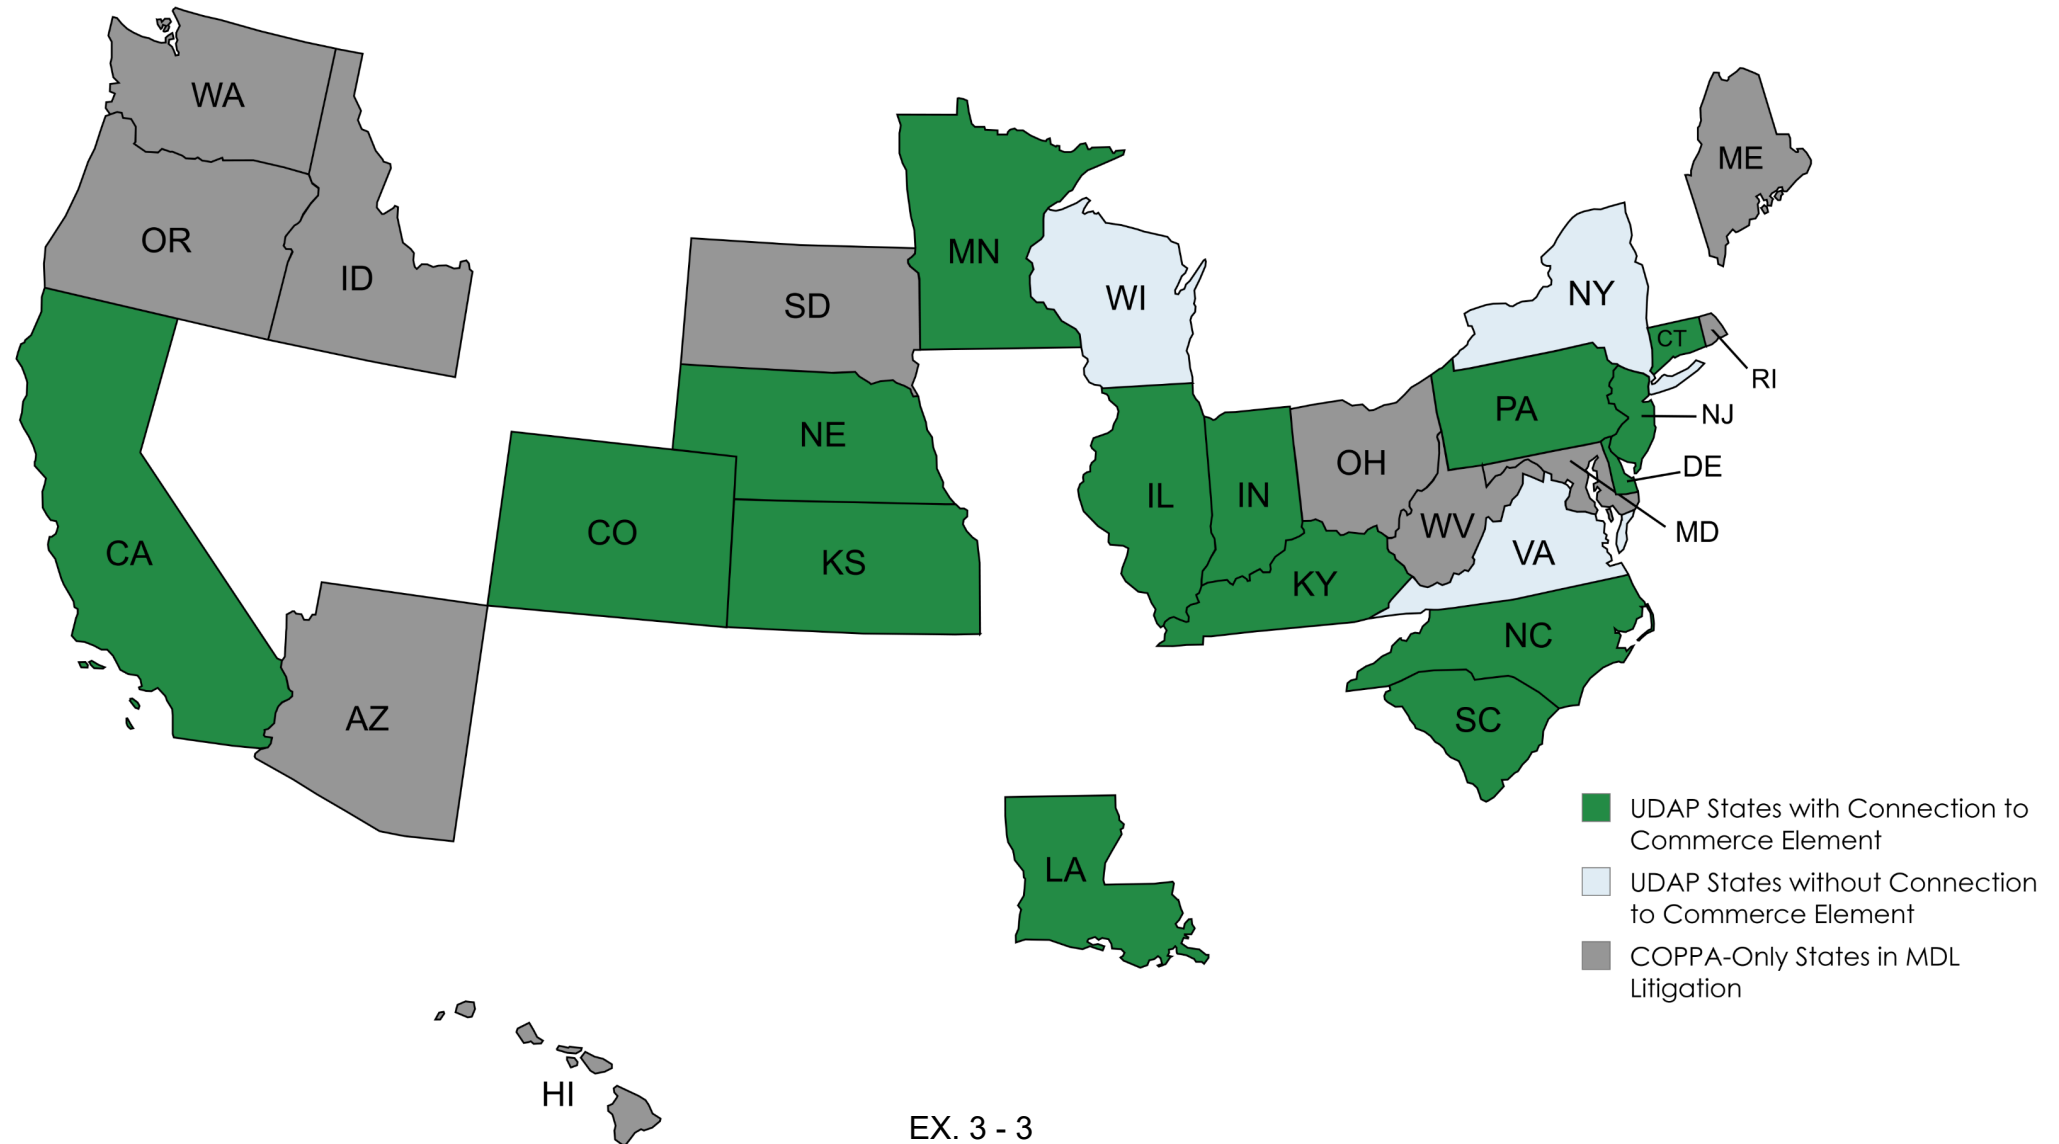 WA
ME
OR
MN
ID
NY
WI
SD
CT
RI
PA
NJ
NE
OH
DE
IL
IN
WV
MD
CO
CA
VA
KS
KY
NC
AZ
SC
UDAP States with Connection to
Commerce Element
LA
UDAP States without Connection
to Commerce Element
COPPA-Only States in MDL
Litigation
HI
EX. 3 - 3